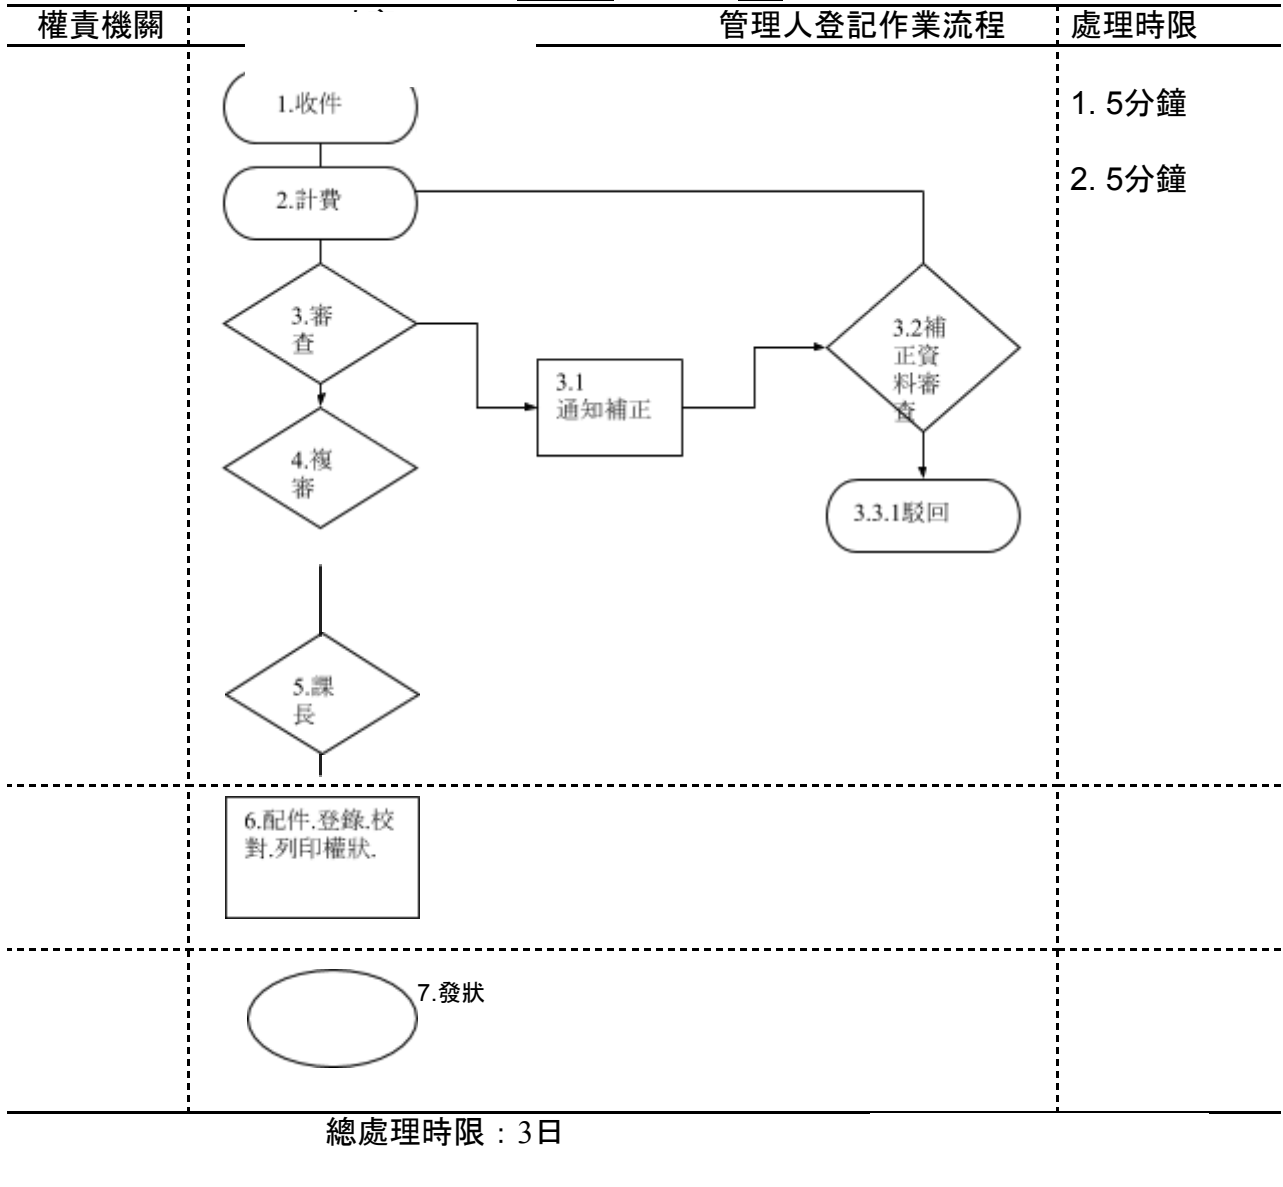 權責機關
管理人登記作業流程
處理時限
1.收件
1. 5分鐘
2.計費
2. 5分鐘
3.審
查
3.1
通知補正
3.2補
正資
料審
查
4.複
審
3.3.1駁回
5.課
長
6.配件.登錄.校
對.列印權狀.
7.發狀
總處理時限：3日